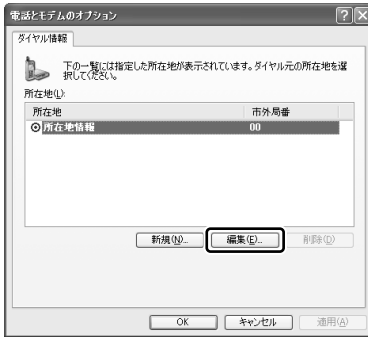 電話とモデムのオプション
ダイヤル情報
下の一覧には指定した所在地が表示されています。ダイヤル元の所在地を選
択してください。
所在地(L):
所在地 市外局番
所在地情報 00
新規(N)... 編集(E)... 削除(D)
OK キャンセル 適用(A)